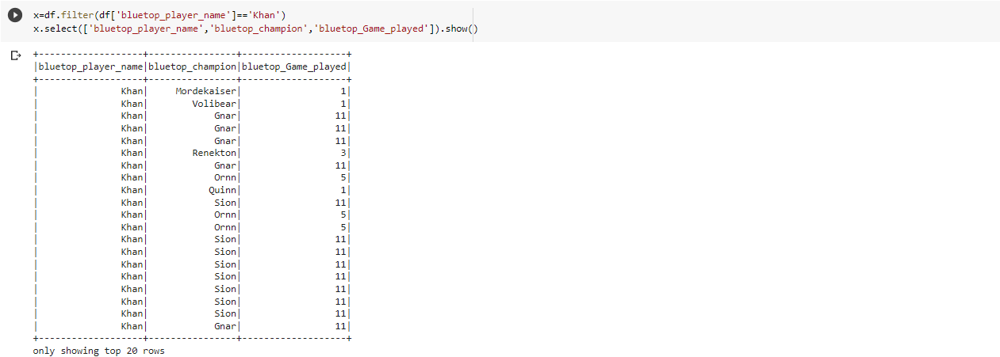 x=df.filter(df['bluetop_player_name']=='Khan')
x.select(['bluetop_player_name','bluetop_champion','bluetop_Game_played']).show()
+-------------------+----------------+-------------------+
|bluetop_player_name|bluetop_champion|bluetop_Game_played|
+-------------------+----------------+-------------------+
|               Khan|     Mordekaiser|                  1|
|               Khan|        Volibear|                  1|
|               Khan|            Gnar|                 11|
|               Khan|            Gnar|                 11|
|               Khan|            Gnar|                 11|
|               Khan|        Renekton|                  3|
|               Khan|            Gnar|                 11|
|               Khan|            Ornn|                  5|
|               Khan|           Quinn|                  1|
|               Khan|            Sion|                 11|
|               Khan|            Ornn|                  5|
|               Khan|            Ornn|                  5|
|               Khan|            Sion|                 11|
|               Khan|            Sion|                 11|
|               Khan|            Sion|                 11|
|               Khan|            Sion|                 11|
|               Khan|            Sion|                 11|
|               Khan|            Sion|                 11|
|               Khan|            Sion|                 11|
|               Khan|            Gnar|                 11|
+-------------------+----------------+-------------------+
only showing top 20 rows